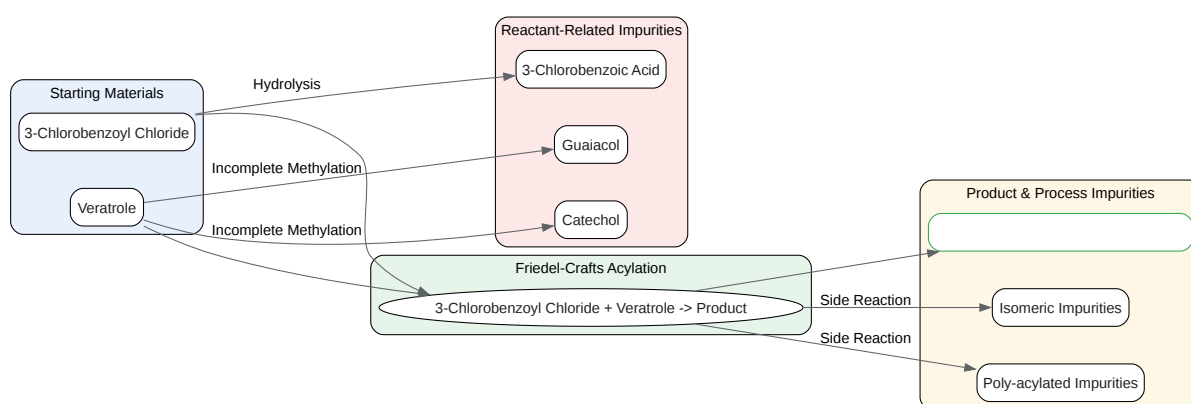 Reactant-Related Impurities
3-Chlorobenzoic Acid
Hydrolysis
Starting Materials
3-Chlorobenzoyl Chloride
Guaiacol
Incomplete Methylation
Veratrole
Product & Process Impurities
Catechol
Incomplete Methylation
Friedel-Crafts Acylation
3-Chlorobenzoyl Chloride + Veratrole -> Product
Side Reaction
Isomeric Impurities
Side Reaction
Poly-acylated Impurities